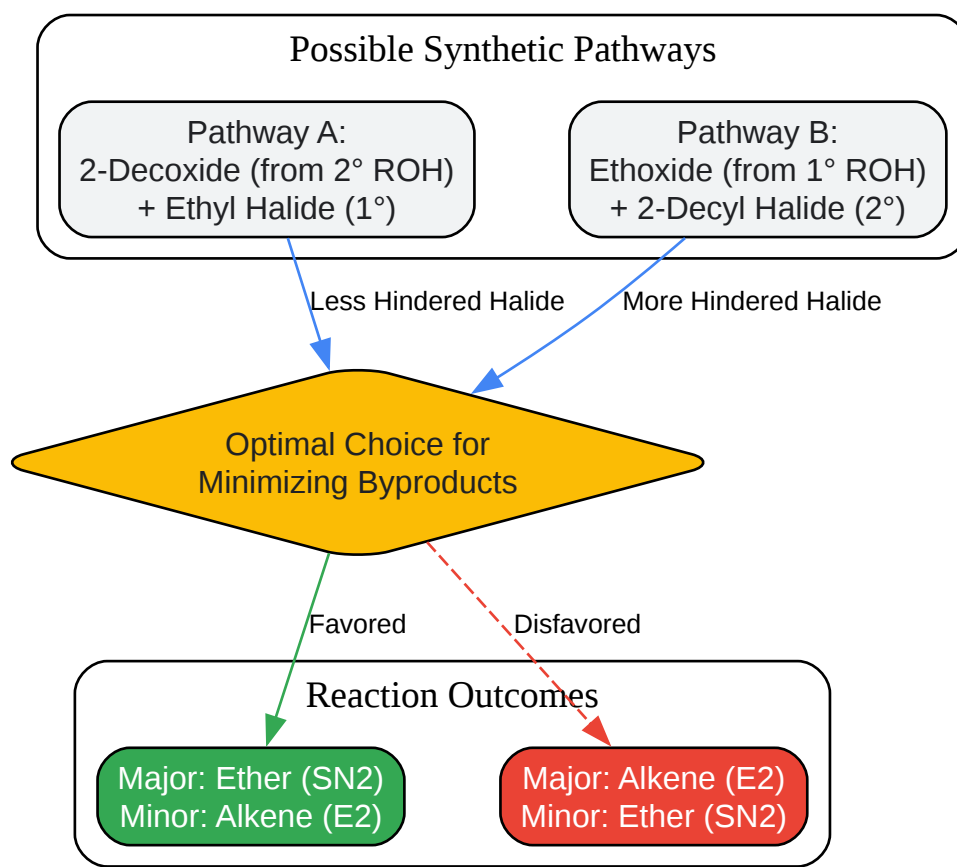 Possible Synthetic Pathways
Pathway A:
2-Decoxide (from 2° ROH)
+ Ethyl Halide (1°)
Pathway B:
Ethoxide (from 1° ROH)
+ 2-Decyl Halide (2°)
Less Hindered Halide
More Hindered Halide
Optimal Choice for
Minimizing Byproducts
Favored
Disfavored
Reaction Outcomes
Major: Ether (SN2)
Minor: Alkene (E2)
Major: Alkene (E2)
Minor: Ether (SN2)